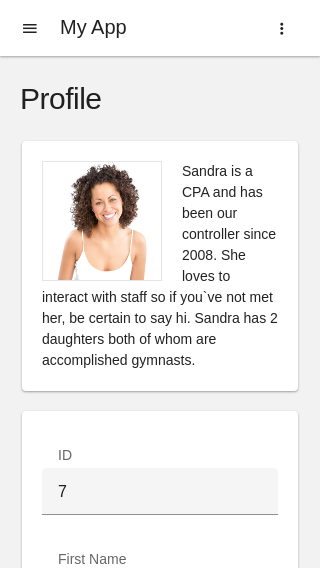 My App
Profile
Sandra is a
CPA and has
been our
controller since
2008. She
loves to
interact with staff so if you`ve not met
her, be certain to say hi. Sandra has 2
daughters both of whom are
accomplished gymnasts.
ID
7
First Name